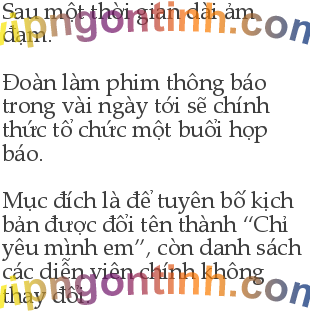 Sau một thời gian dài ảm
đạm.
vipngontinh.com
Đoàn làm phim thông báo
trong vài ngày tới sẽ chính
thức tổ chức một buổi họp
báo.
Mục đích là để tuyên bố kịch
bản được đổi tên thành “Chỉ
yêu mình em”, còn danh sách
các diễn viên chính không
thay đổi.
vipngontinh.com